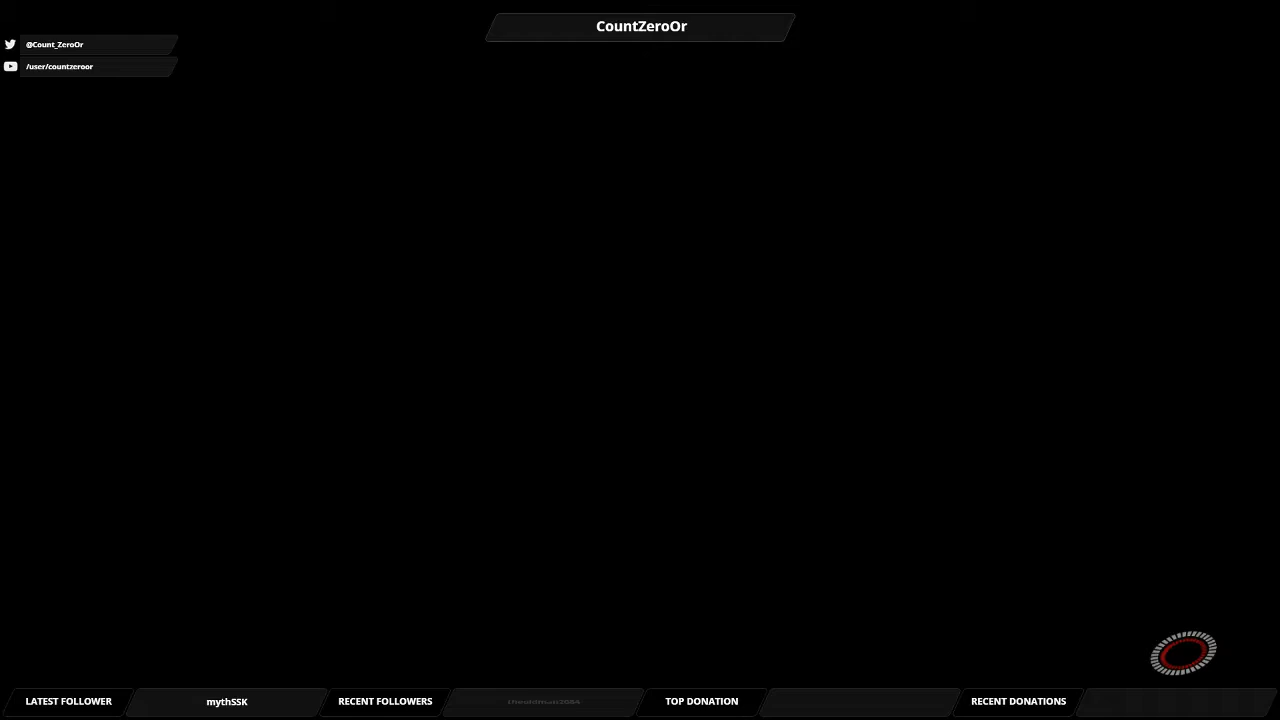 CountZeroOr
@Count_ZeroOr
/user/countzeroor
LATEST FOLLOWER
mythSSK
RECENT FOLLOWERS
TOP DONATION
RECENT DONATIONS